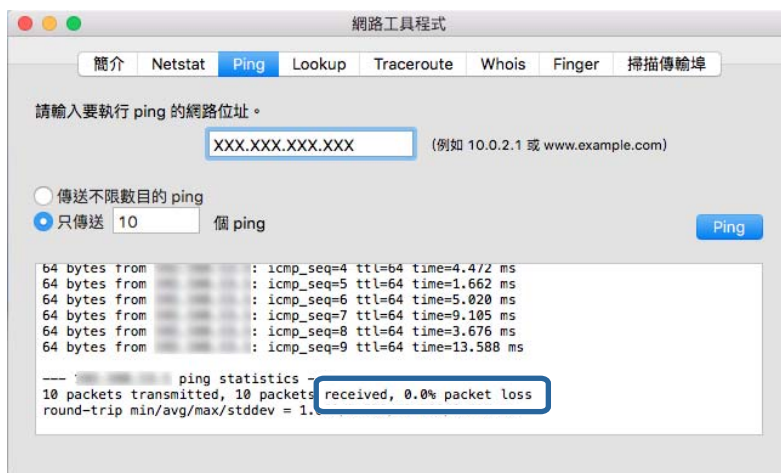 網路工具程式
簡介 Netstat Ping Lookup Traceroute Whois Finger 掃描傳輸埠
請輸入要執行 ping 的網路位址。
XXX.XXX.XXX.XXX (例如 10.0.2.1 或 www.example.com)
傳送不限數目的 ping
只傳送 10 個 ping
Ping
64 bytes from : icmp_seq=4 ttl=64 time=4.472 ms
64 bytes from : icmp_seq=5 ttl=64 time=1.662 ms
64 bytes from : icmp_seq=6 ttl=64 time=5.020 ms
64 bytes from : icmp_seq=7 ttl=64 time=9.105 ms
64 bytes from : icmp_seq=8 ttl=64 time=3.676 ms
64 bytes from : icmp_seq=9 ttl=64 time=13.588 ms
--- ping statistics -
10 packets transmitted, 10 packets received, 0.0% packet loss
round-trip min/avg/max/stddev = 1.